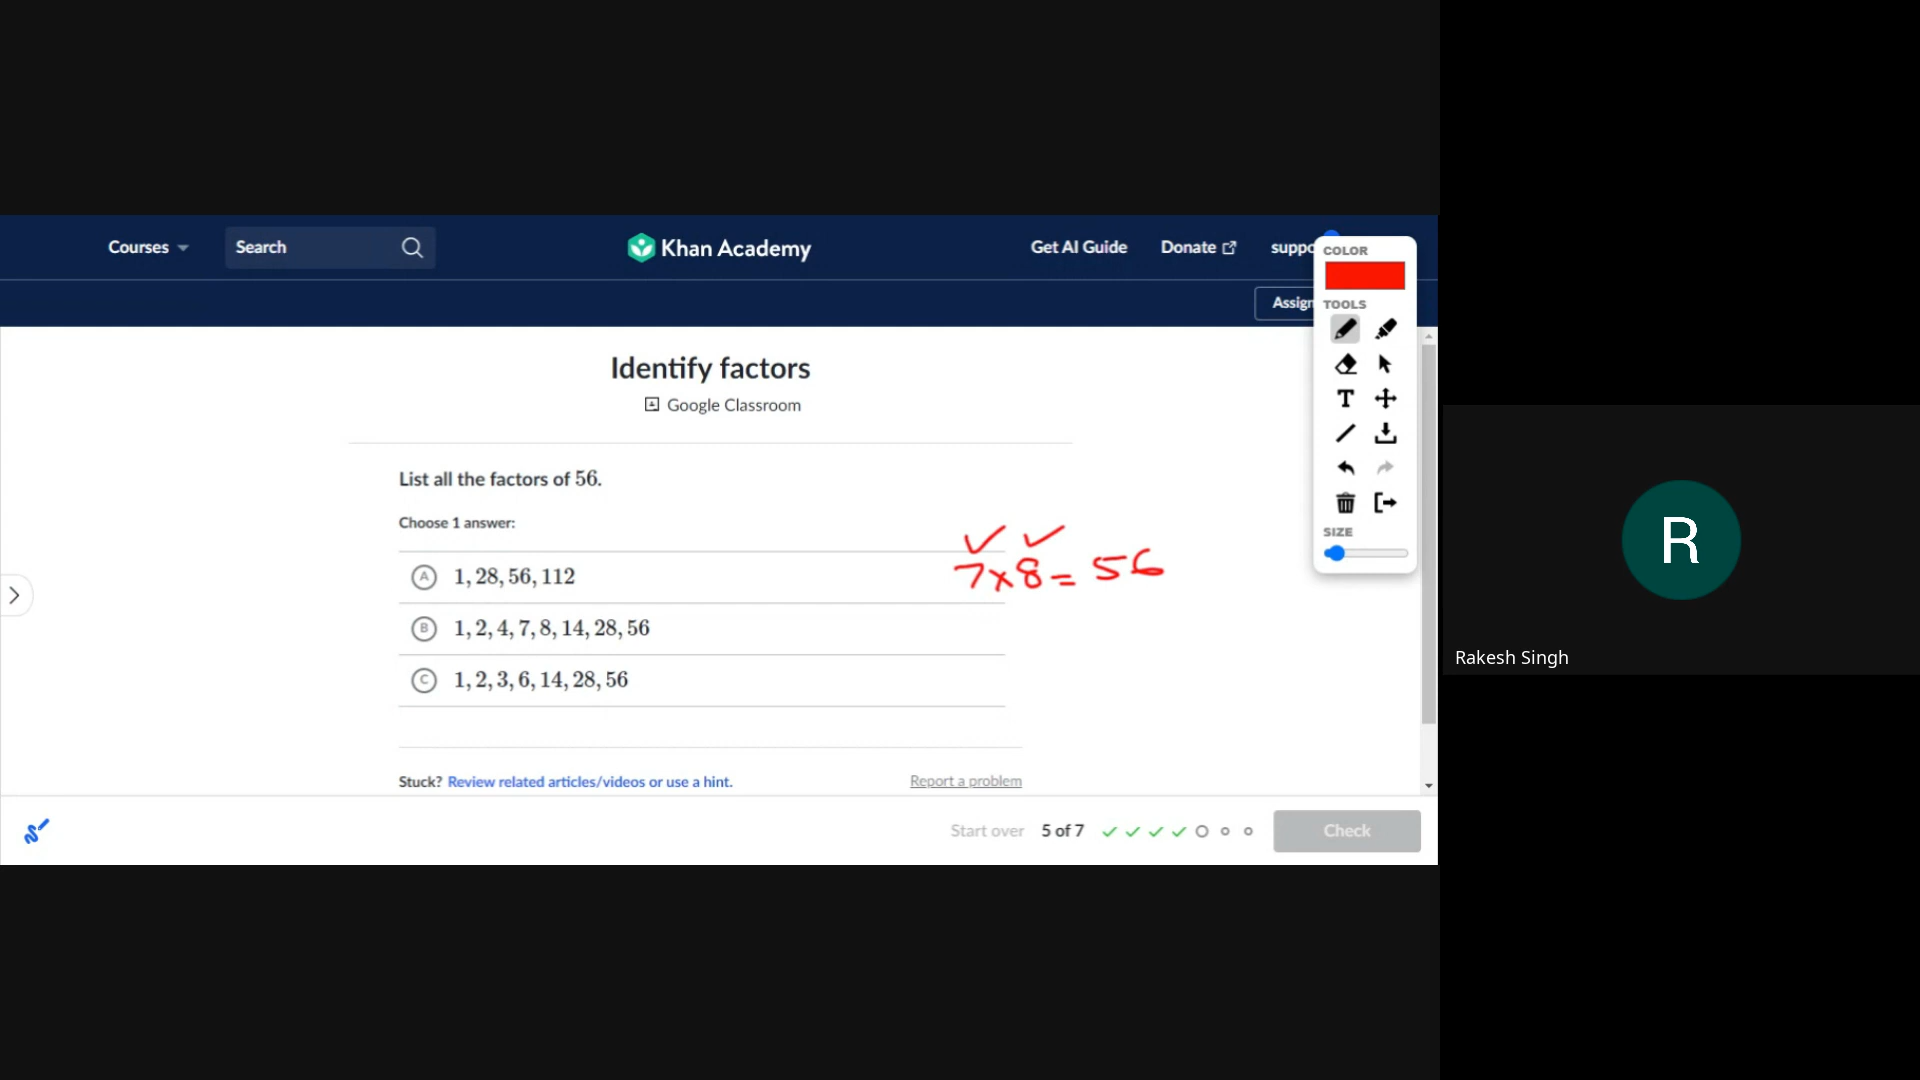 Courses
Search
Khan Academy
Get AI Guide
Donate
suppo
Assign
COLOR
TOOLS
T
SIZE
Identify factors
Google Classroom
List all the factors of 56.
Choose 1 answer:
A 1, 28, 56, 112
7x8 = 56
B 1, 2, 4, 7, 8, 14, 28, 56
C 1, 2, 3, 6, 14, 28, 56
Stuck? Review related articles/videos or use a hint.
Report a problem
Start over 5 of 7
Check
R
Rakesh Singh